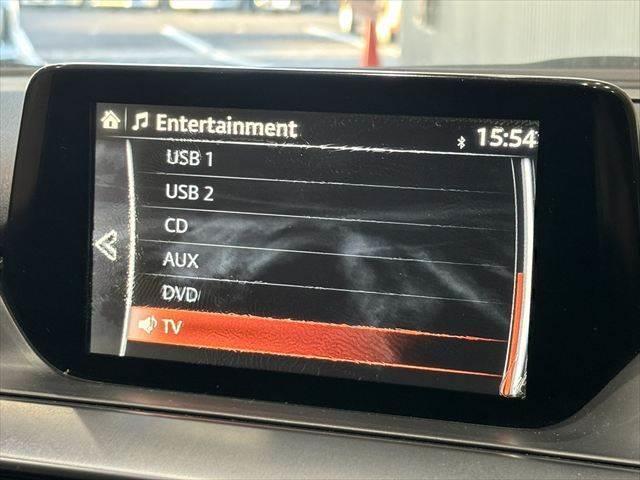 Entertainment
15:54
USB 1
USB 2
CD
AUX
DVD
TV